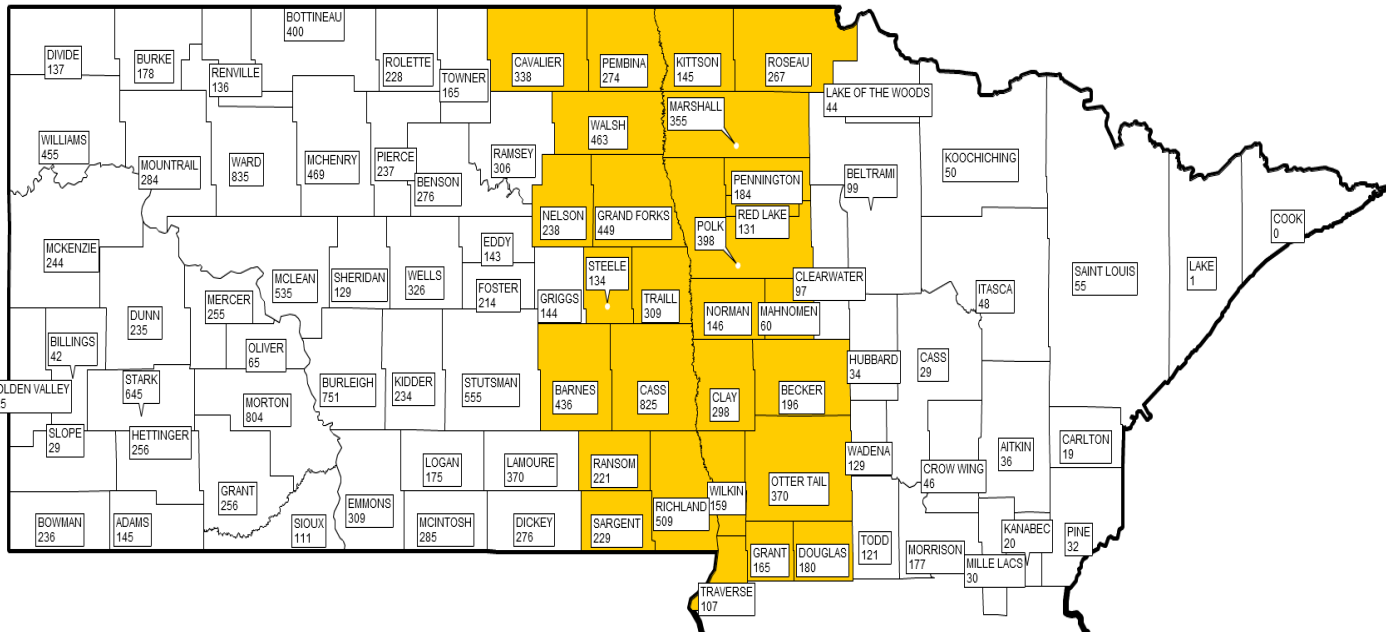 BOTTINEAU
400
DIVIDE
137
BURKE
178
RENVILLE
136
ROLETTE
228
TOWNER
165
CAVALIER
338
PEMBINA
274
KITTSON
145
ROSEAU
267
LAKE OF THE WOODS
44
MARSHALL
355
WALSH
463
WILLIAMS
455
MOUNTRAIL
284
WARD
835
MCHENRY
469
PIERCE
237
BENSON
276
RAMSEY
306
KOOCHICHING
50
BELTRAMI
99
PENNINGTON
184
RED LAKE
131
POLK
398
NELSON
238
GRAND FORKS
449
COOK
0
MCKENZIE
244
EDDY
143
MCLEAN
535
SHERIDAN
129
WELLS
326
FOSTER
214
GRIGGS
144
STEELE
134
TRAILL
309
CLEARWATER
97
SAINT LOUIS
55
LAKE
1
ITASCA
48
NORMAN
146
MAHNOMEN
60
DUNN
235
MERCER
255
BILLINGS
42
OLIVER
65
HUBBARD
34
CASS
29
OLDEN VALLEY
5
STARK
645
MORTON
804
BURLEIGH
751
KIDDER
234
STUTSMAN
555
BARNES
436
CASS
825
CLAY
298
BECKER
196
SLOPE
29
HETTINGER
256
LOGAN
175
LAMOURE
370
RANSOM
221
WADENA
129
CROW WING
46
AITKIN
36
CARLTON
19
OTTER TAIL
370
WILKIN
159
RICHLAND
509
GRANT
256
EMMONS
309
BOWMAN
236
ADAMS
145
SIOUX
111
MCINTOSH
285
DICKEY
276
SARGENT
229
GRANT
165
DOUGLAS
180
TODD
121
MORRISON
177
MILLE LACS
30
KANABEC
20
PINE
32
TRAVERSE
107